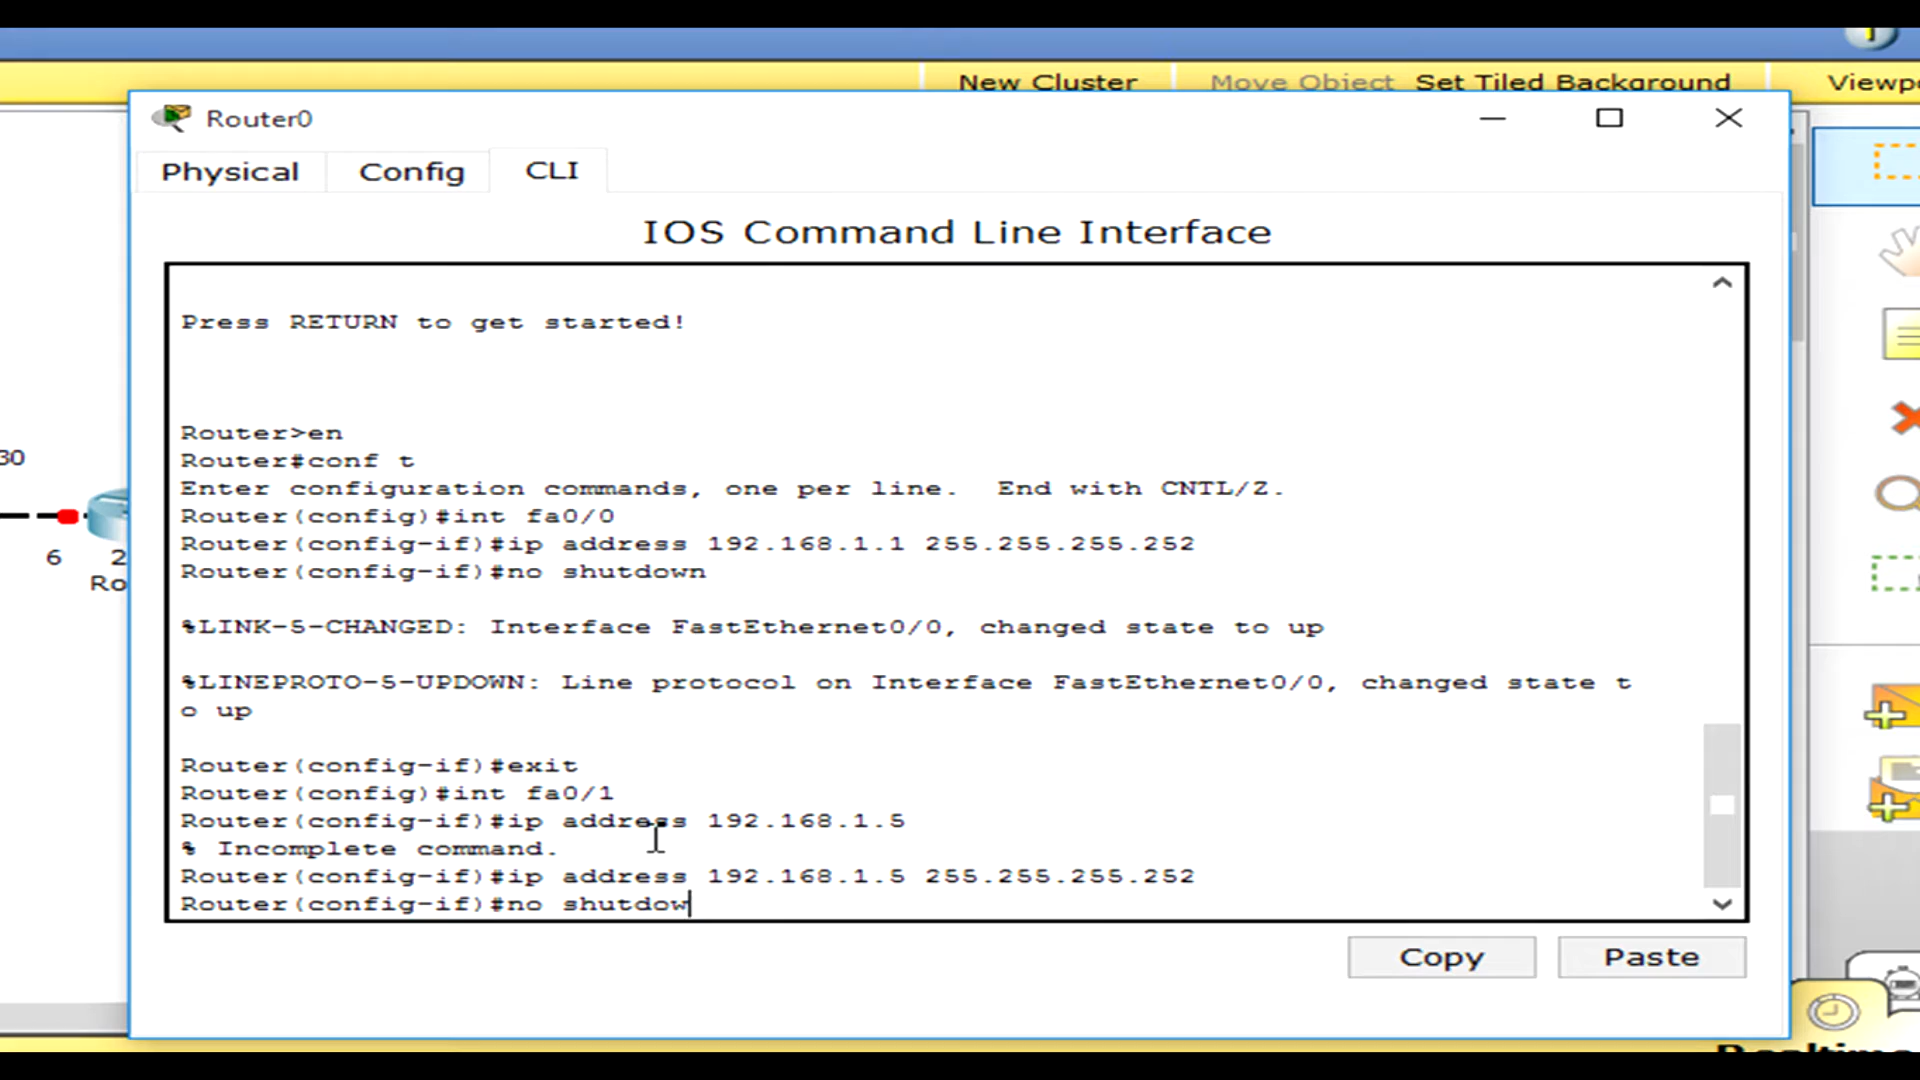 New Cluster Move Object Set Tiled Background
Router0
Physical Config CLI
IOS Command Line Interface
Press RETURN to get started!
Router>en
Router#conf t
Enter configuration commands, one per line.  End with CNTL/Z.
Router(config)#int fa0/0
Router(config-if)#ip address 192.168.1.1 255.255.255.252
Router(config-if)#no shutdown
%LINK-5-CHANGED: Interface FastEthernet0/0, changed state to up
%LINEPROTO-5-UPDOWN: Line protocol on Interface FastEthernet0/0, changed state t
o up
Router(config-if)#exit
Router(config)#int fa0/1
Router(config-if)#ip address 192.168.1.5
% Incomplete command.
Router(config-if)#ip address 192.168.1.5 255.255.255.252
Router(config-if)#no shutdow
Copy Paste
30
6 2
Ro